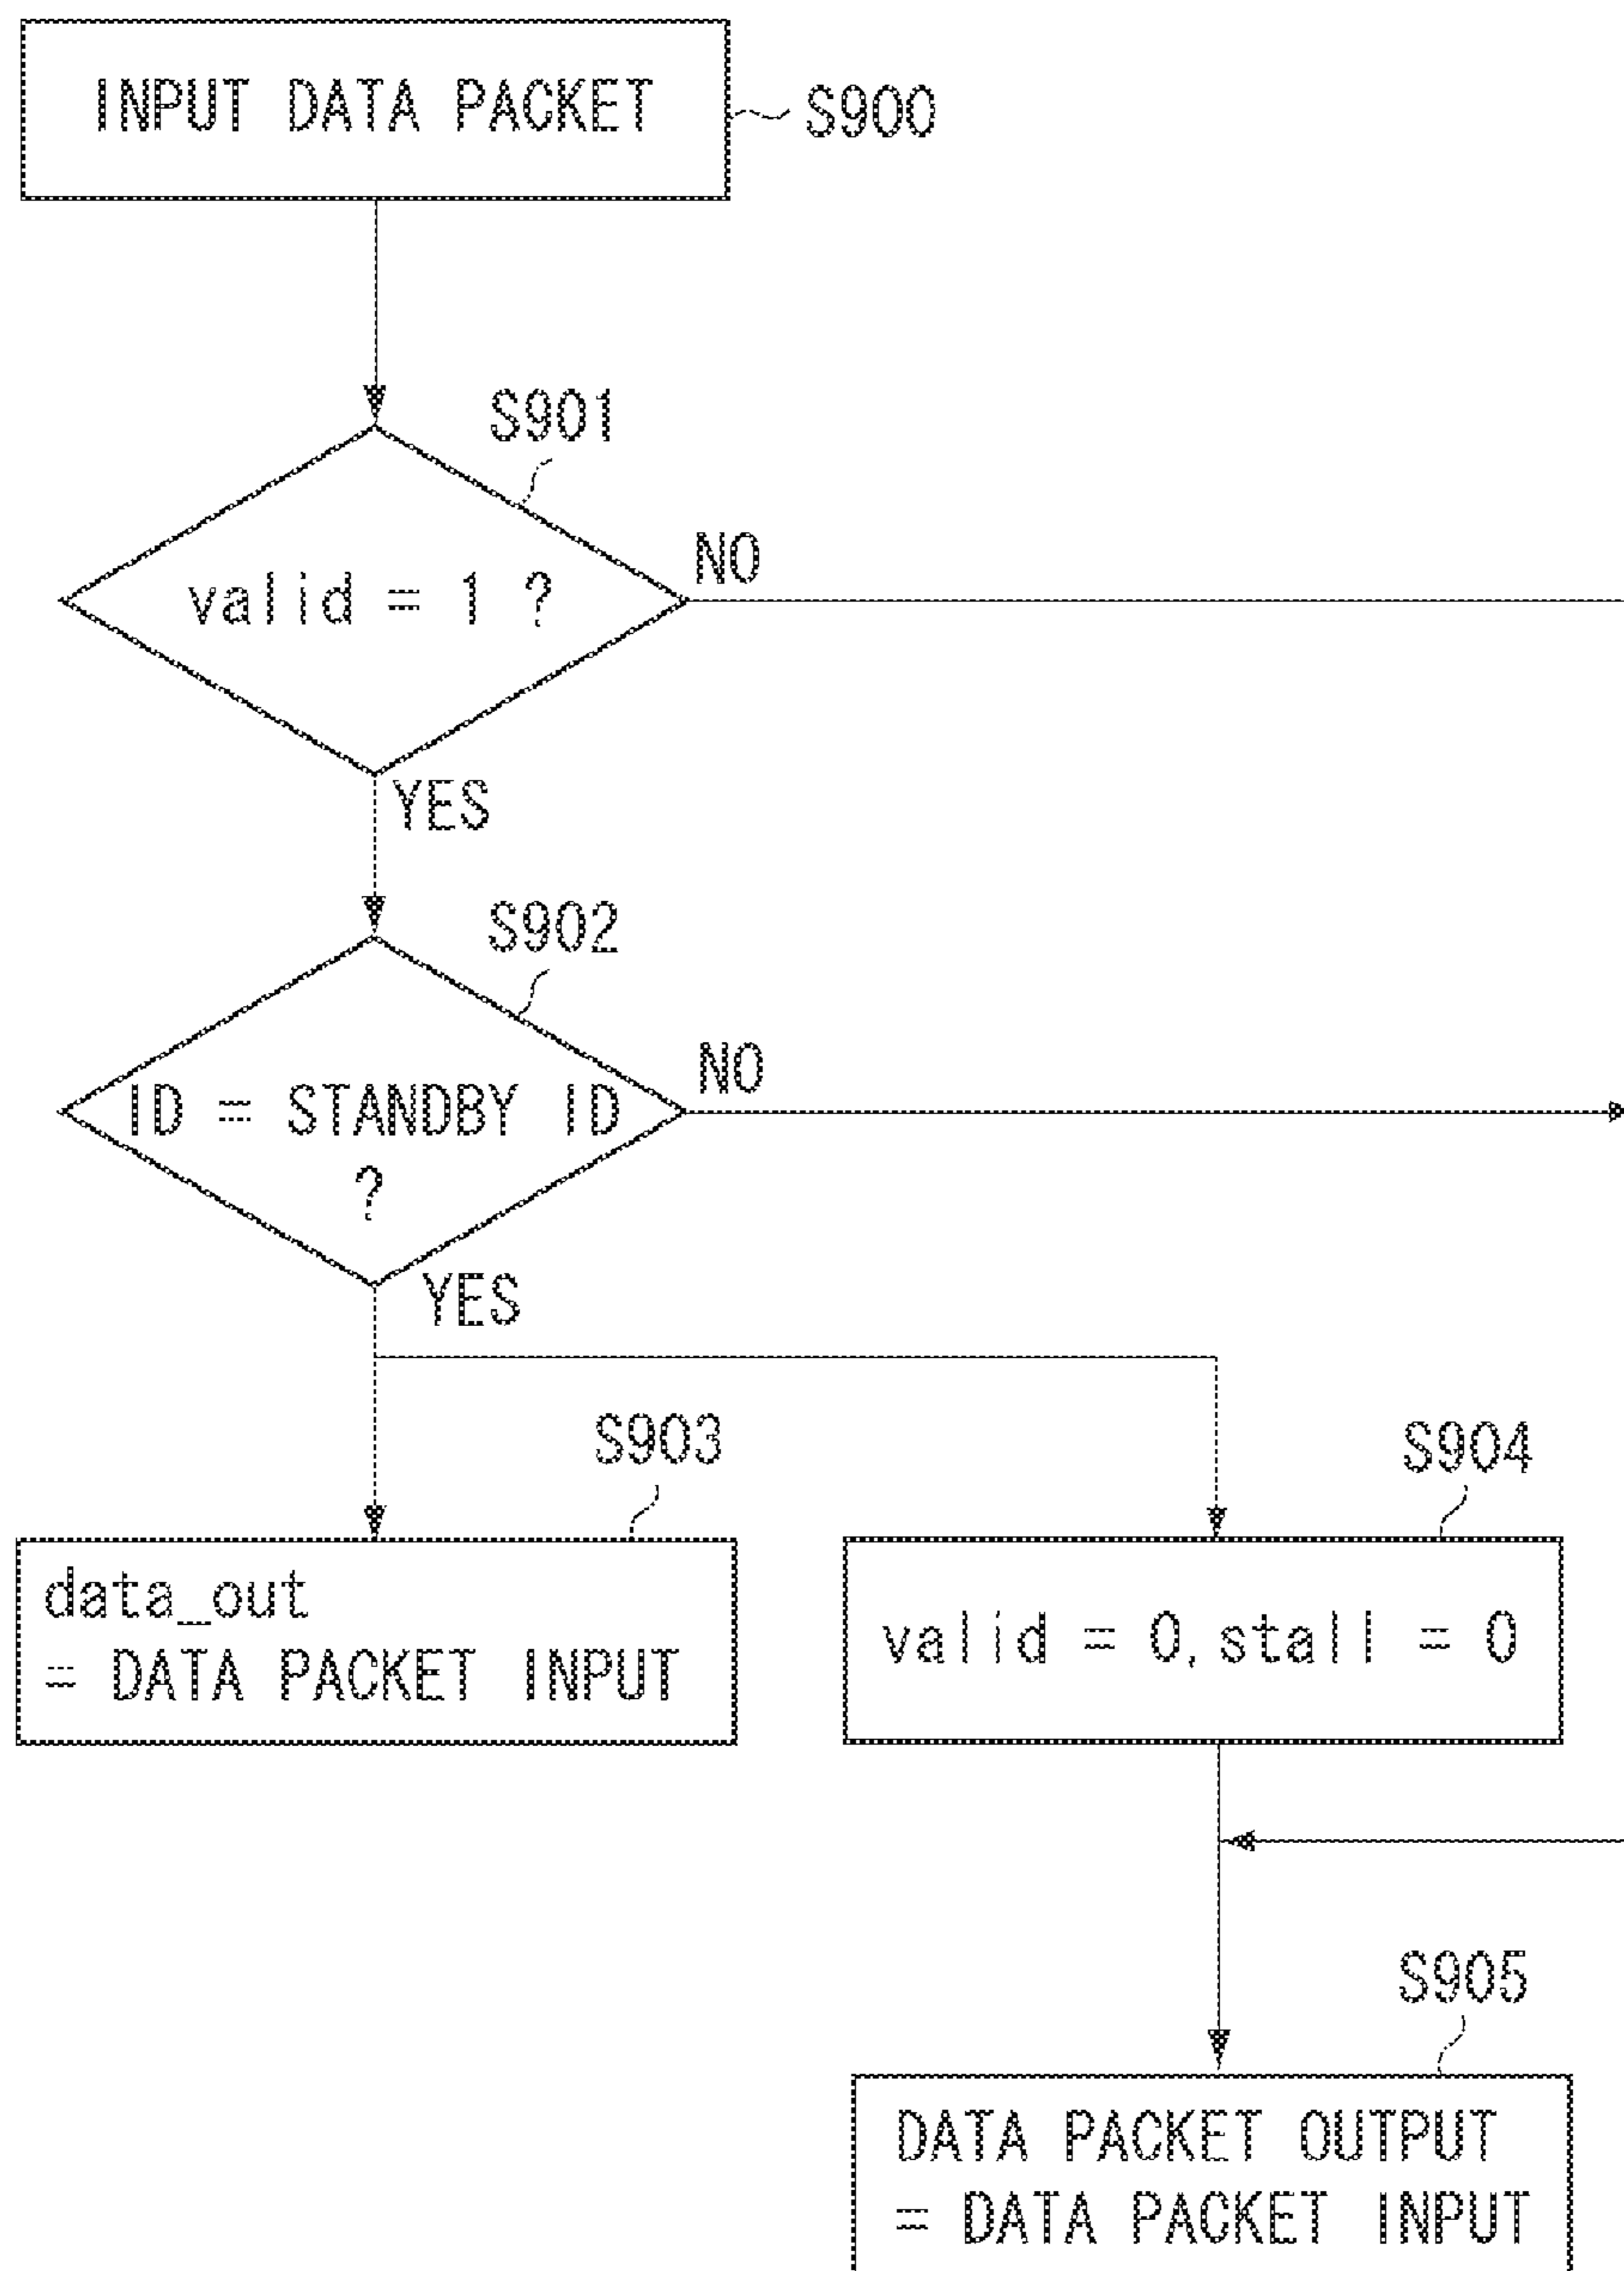 INPUT DATA PACKET
S900
S901
valid = 1 ?
NO
YES
S902
ID = STANDBY ID
?
NO
YES
S903
data_out
= DATA PACKET INPUT
S904
valid = 0, stall = 0
S905
DATA PACKET OUTPUT
= DATA PACKET INPUT